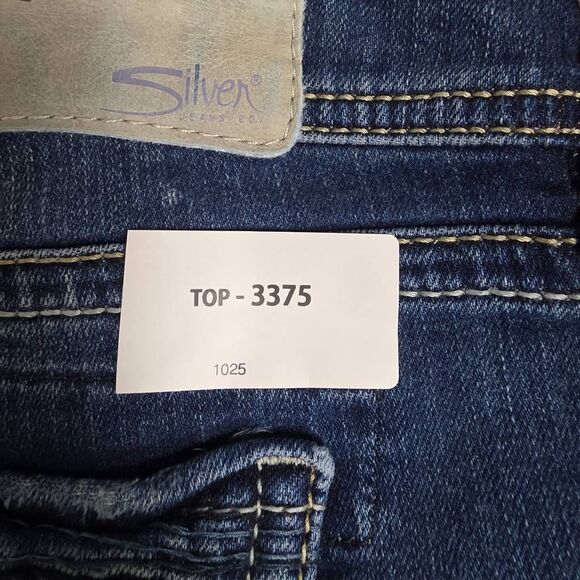 Silver®
JEANS CO.
TOP - 3375
1025